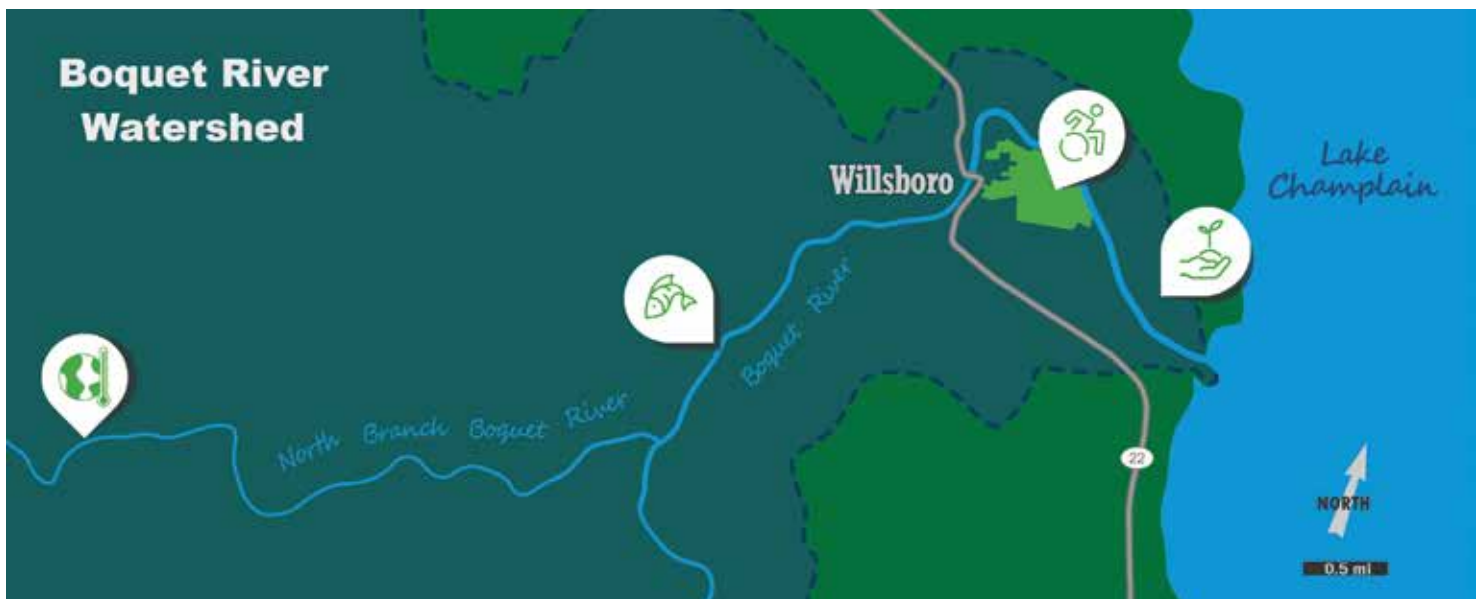 Boquet River
Watershed
Lake
Champlain
Willsboro
Boquet River
North Branch Boquet River
22
NORTH
0.5 mi